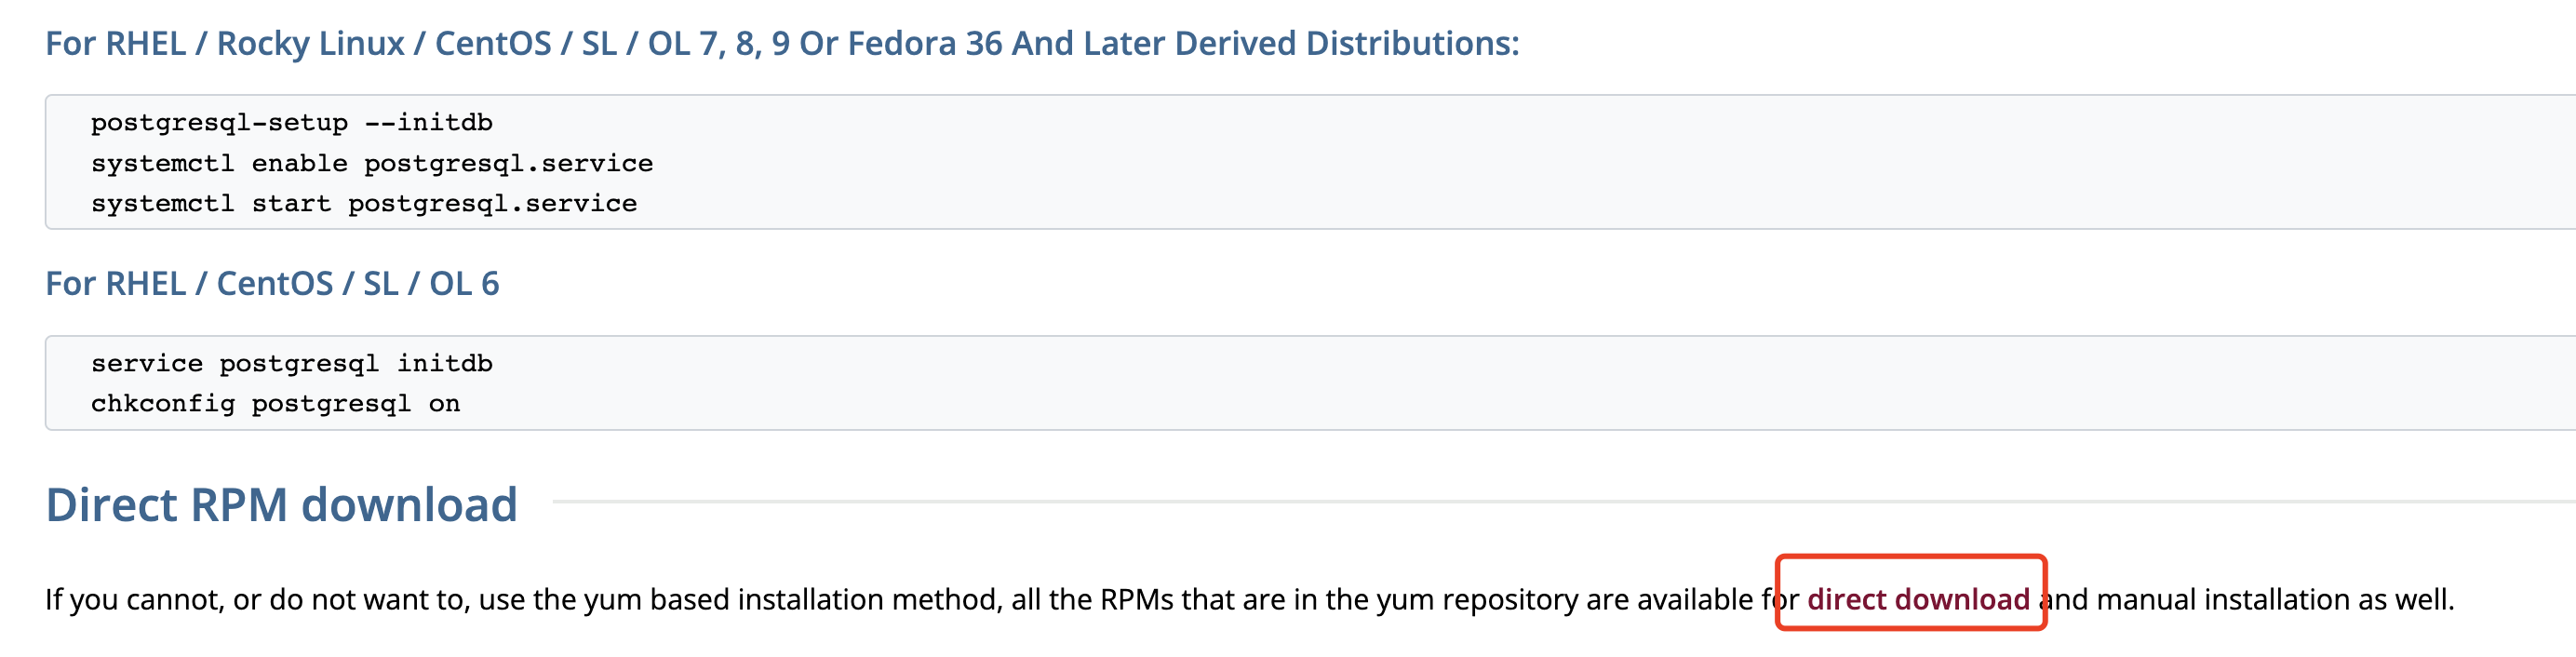 For RHEL / Rocky Linux / CentOS / SL / OL 7, 8, 9 Or Fedora 36 And Later Derived Distributions:
postgresql-setup --initdb
systemctl enable postgresql.service
systemctl start postgresql.service
For RHEL / CentOS / SL / OL 6
service postgresql initdb
chkconfig postgresql on
Direct RPM download
If you cannot, or do not want to, use the yum based installation method, all the RPMs that are in the yum repository are available for direct download and manual installation as well.